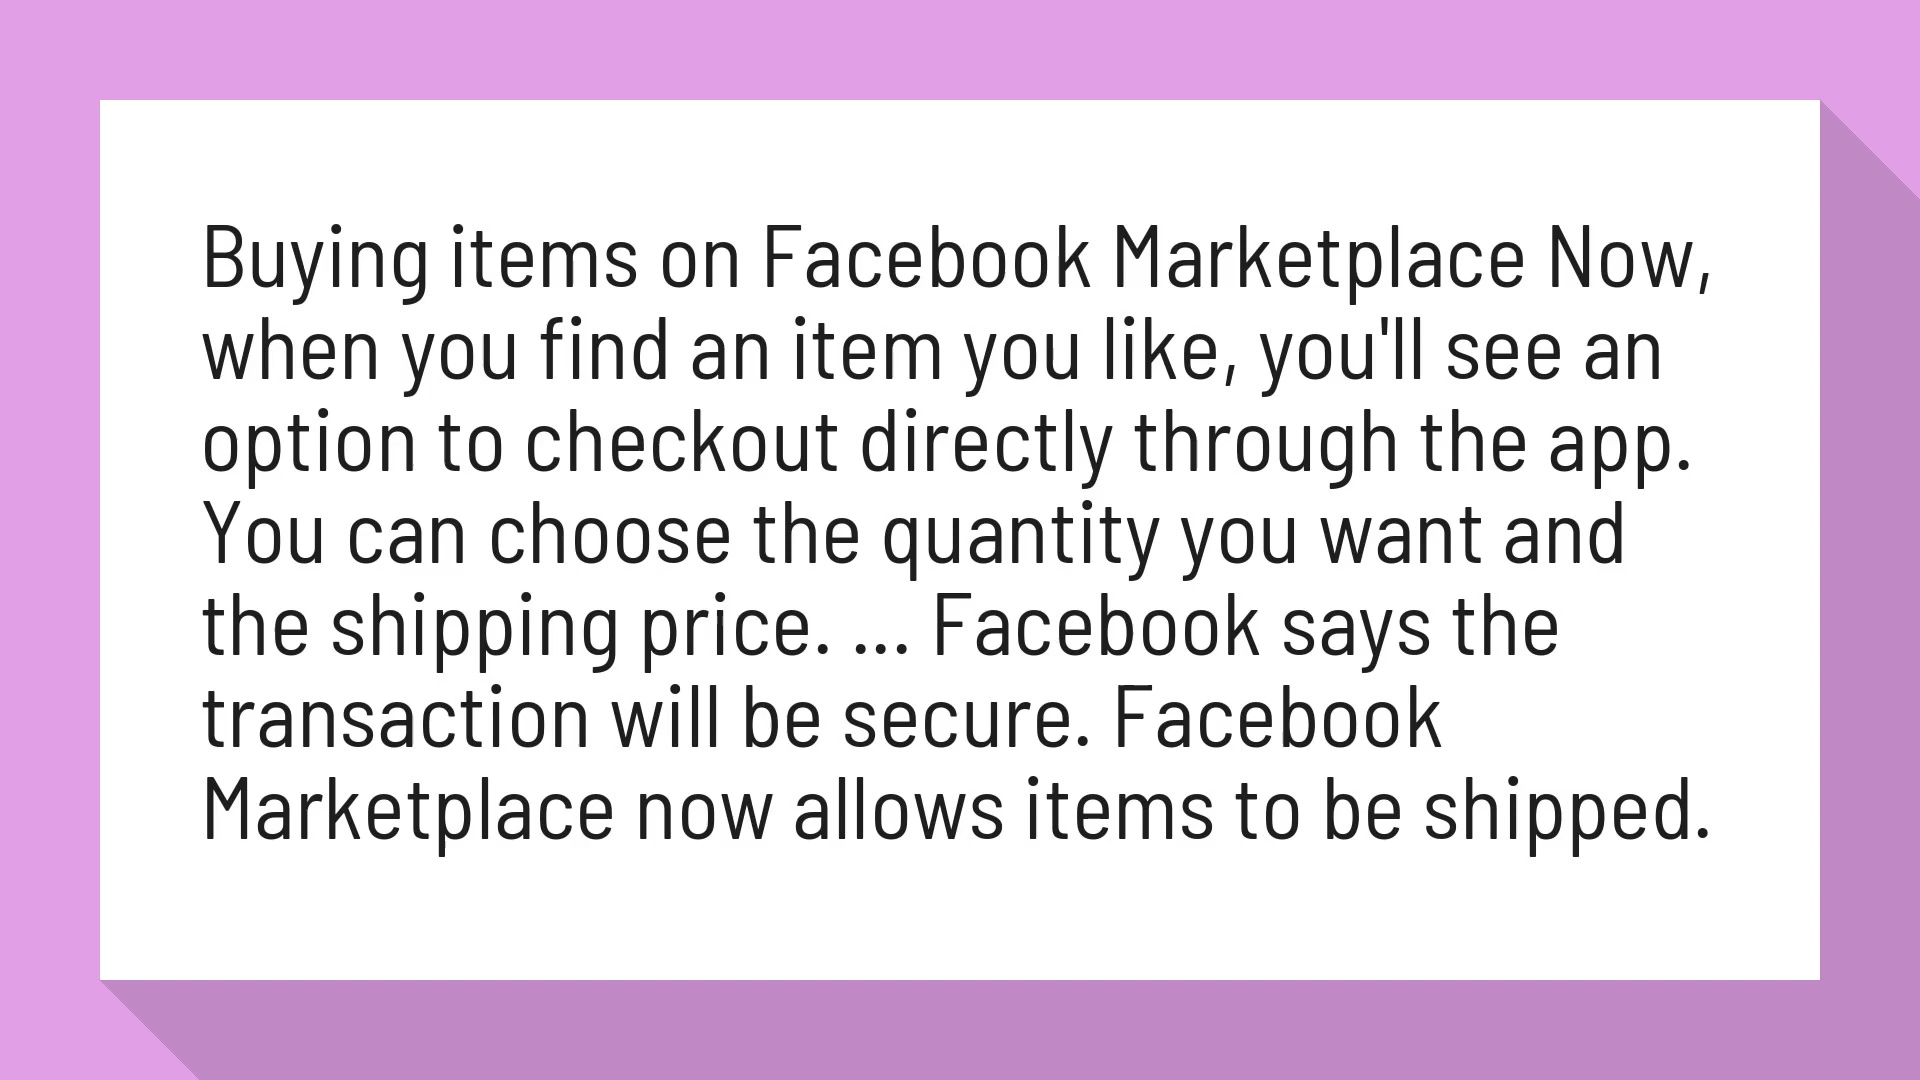 Buying items on Facebook Marketplace Now,
when you find an item you like, you'll see an
option to checkout directly through the app.
You can choose the quantity you want and
the shipping price. ... Facebook says the
transaction will be secure. Facebook
Marketplace now allows items to be shipped.